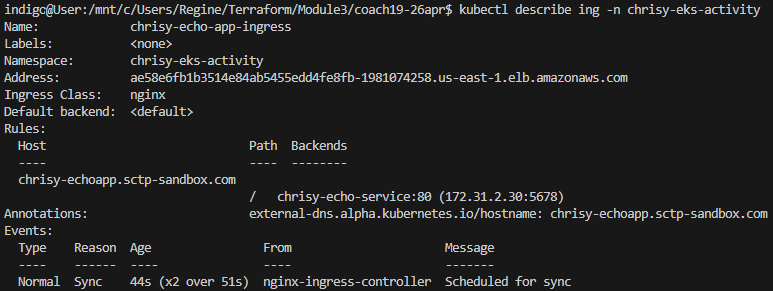 indigo@User:/mnt/c/Users/Regine/Terraform/Module3/coach19-26apr$ kubectl describe ing -n chrisy-eks-activity
Name:             chrisy-echo-app-ingress
Labels:           <none>
Namespace:        chrisy-eks-activity
Address:          ae58e6fb1b3514e84ab5455edd4fe8fb-1981074258.us-east-1.elb.amazonaws.com
Ingress Class:    nginx
Default backend:  <default>
Rules:
  Host                           Path  Backends
  ----                           ----  --------
  chrisy-echoapp.sctp-sandbox.com
                                 /   chrisy-echo-service:80 (172.31.2.30:5678)
Annotations:                     external-dns.alpha.kubernetes.io/hostname: chrisy-echoapp.sctp-sandbox.com
Events:
  Type    Reason  Age                From                      Message
  ----    ------  ----               ----                      -------
  Normal  Sync    44s (x2 over 51s)  nginx-ingress-controller  Scheduled for sync